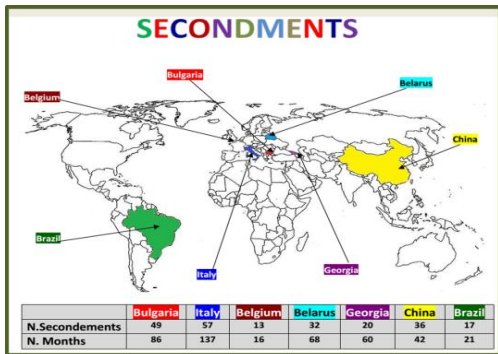 SECONDMENTS
Bulgaria
Belgium
Belarus
China
Brazil
Italy
Georgia
Bulgaria Italy Belgium Belarus Georgia China Brazil
N.Secondements 49 57 13 32 20 36 17
N. Months 86 137 16 68 60 42 21